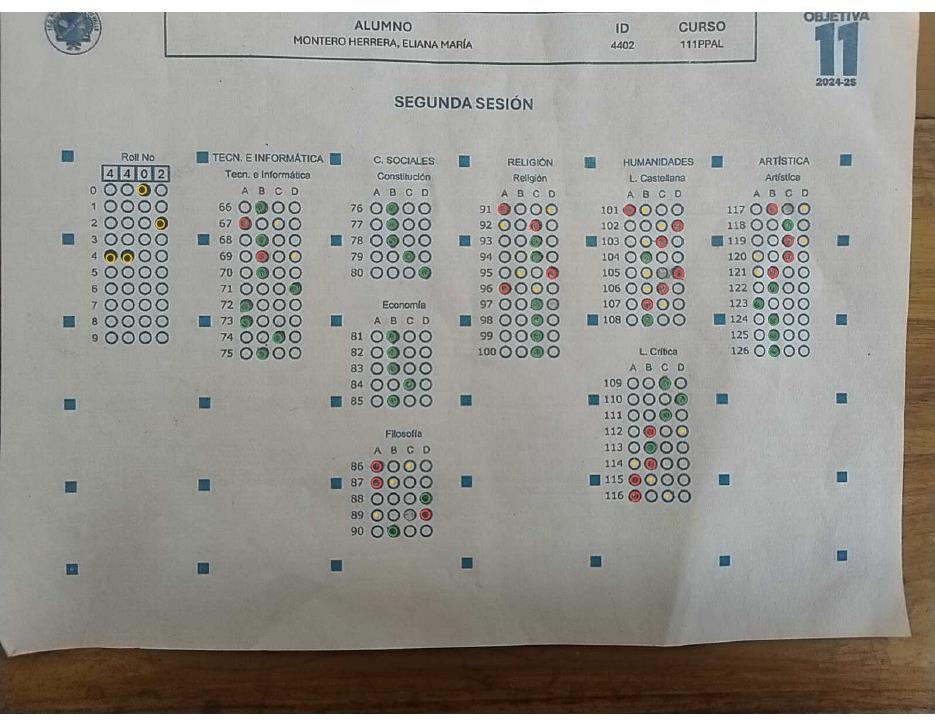 ALUMNO
MONTERO HERRERA, ELIANA MARÍA
ID
4402
CURSO
111PPAL
OBJETIVA
11
2024-2S
SEGUNDA SESIÓN
Roll No
4 4 0 2
0
1
2
3
4
5
6
7
8
9
TECN. E INFORMÁTICA
Tecn. e Informática
A B C D
66
67
68
69
70
71
72
73
74
75
C. SOCIALES
Constitución
A B C D
76
77
78
79
80
Economía
A B C D
81
82
83
84
85
Filosofía
A B C D
86
87
88
89
90
RELIGIÓN
Religión
A B C D
91
92
93
94
95
96
97
98
99
100
HUMANIDADES
L. Castellana
A B C D
101
102
103
104
105
106
107
108
L. Crítica
A B C D
109
110
111
112
113
114
115
116
ARTÍSTICA
Artística
A B C D
117
118
119
120
121
122
123
124
125
126